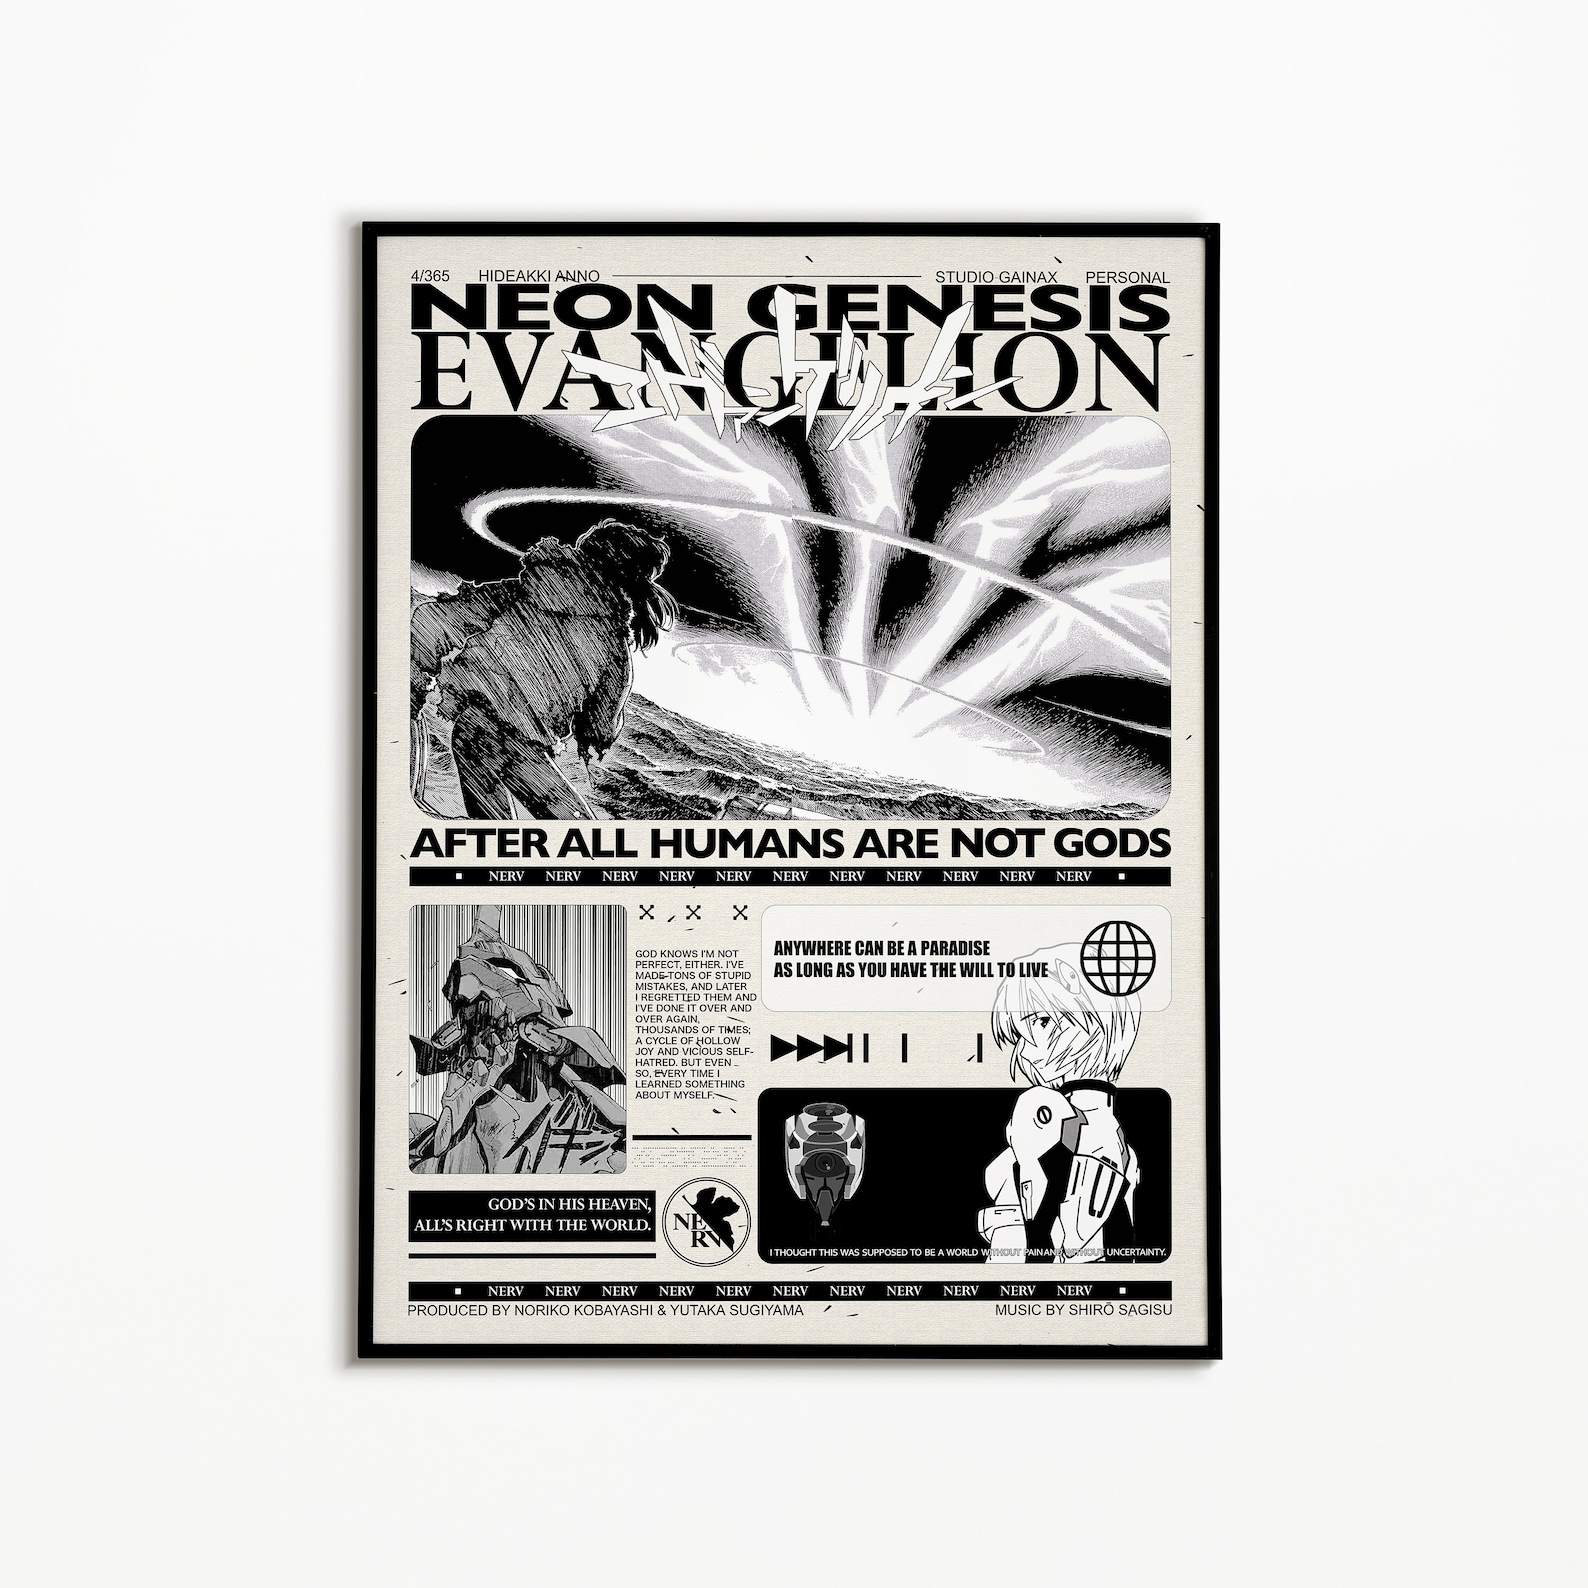 4/365 HIDEAKKI ANNO STUDIO GAINAX PERSONAL
NEON GENESIS
EVANGELION
AFTER ALL HUMANS ARE NOT GODS
NERV NERV NERV NERV NERV NERV NERV NERV NERV NERV NERV
GOD KNOWS I'M NOT
PERFECT, EITHER. I'VE
MADE TONS OF STUPID
MISTAKES, AND LATER
I REGRETTED THEM AND
I'VE DONE IT OVER AND
OVER AGAIN,
THOUSANDS OF TIMES;
A CYCLE OF HOLLOW
JOY AND VICIOUS SELF-
HATRED. BUT EVEN
SO, EVERY TIME I
LEARNED SOMETHING
ABOUT MYSELF.
ANYWHERE CAN BE A PARADISE
AS LONG AS YOU HAVE THE WILL TO LIVE
GOD'S IN HIS HEAVEN,
ALL'S RIGHT WITH THE WORLD.
NERV
I THOUGHT THIS WAS SUPPOSED TO BE A WORLD WITHOUT PAIN AND WITHOUT UNCERTAINTY.
NERV NERV NERV NERV NERV NERV NERV NERV NERV NERV NERV
PRODUCED BY NORIKO KOBAYASHI & YUTAKA SUGIYAMA MUSIC BY SHIRŌ SAGISU